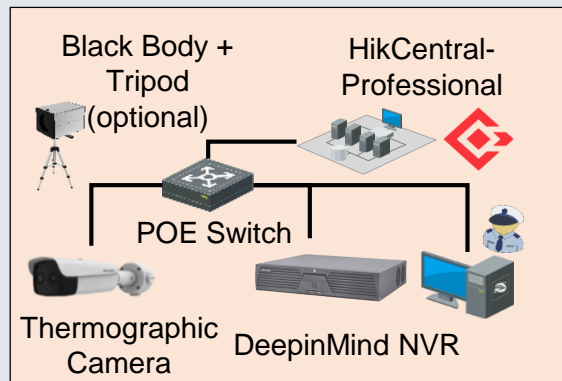 Black Body +
Tripod
(optional)
HikCentral-
Professional
POE Switch
Thermographic
Camera
DeepinMind NVR